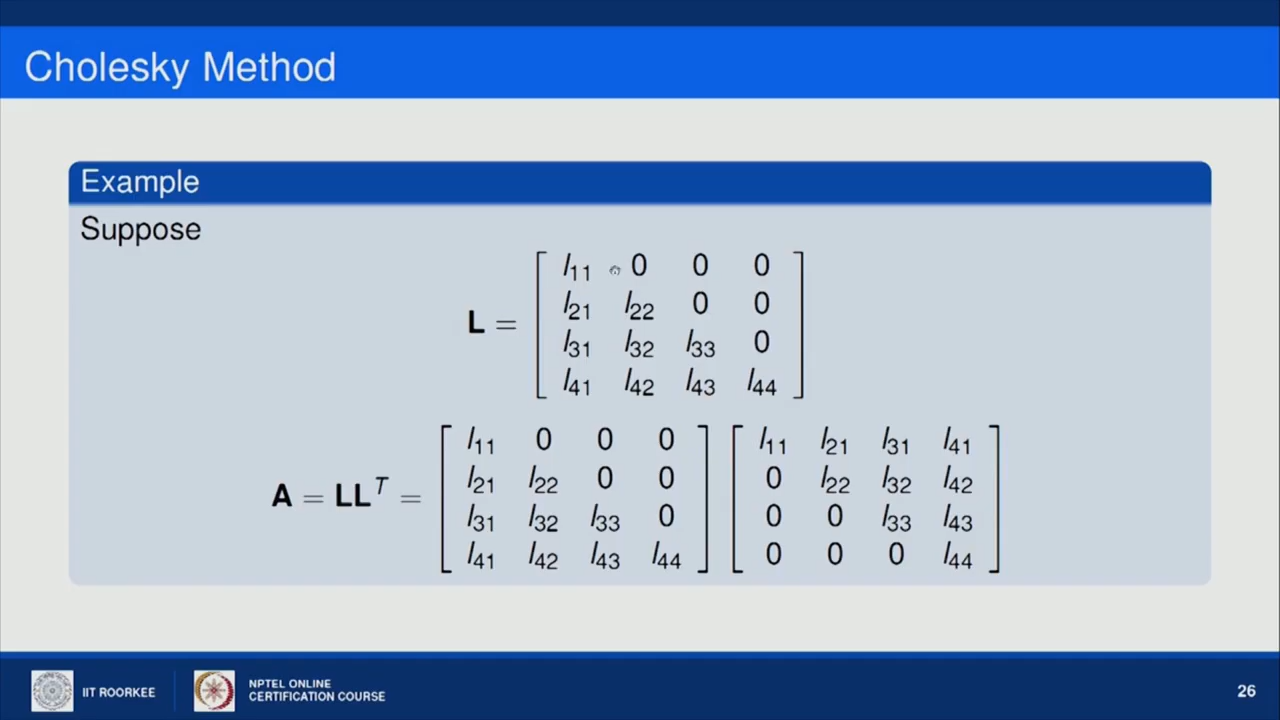 Cholesky Method
Example
Suppose
L =
l11 0 0 0
l21 l22 0 0
l31 l32 l33 0
l41 l42 l43 l44
A = LL^T =
l11 0 0 0 l11 l21 l31 l41
l21 l22 0 0 0 l22 l32 l42
l31 l32 l33 0 0 0 l33 l43
l41 l42 l43 l44 0 0 0 l44
IIT ROORKEE
NPTEL ONLINE
CERTIFICATION COURSE
26